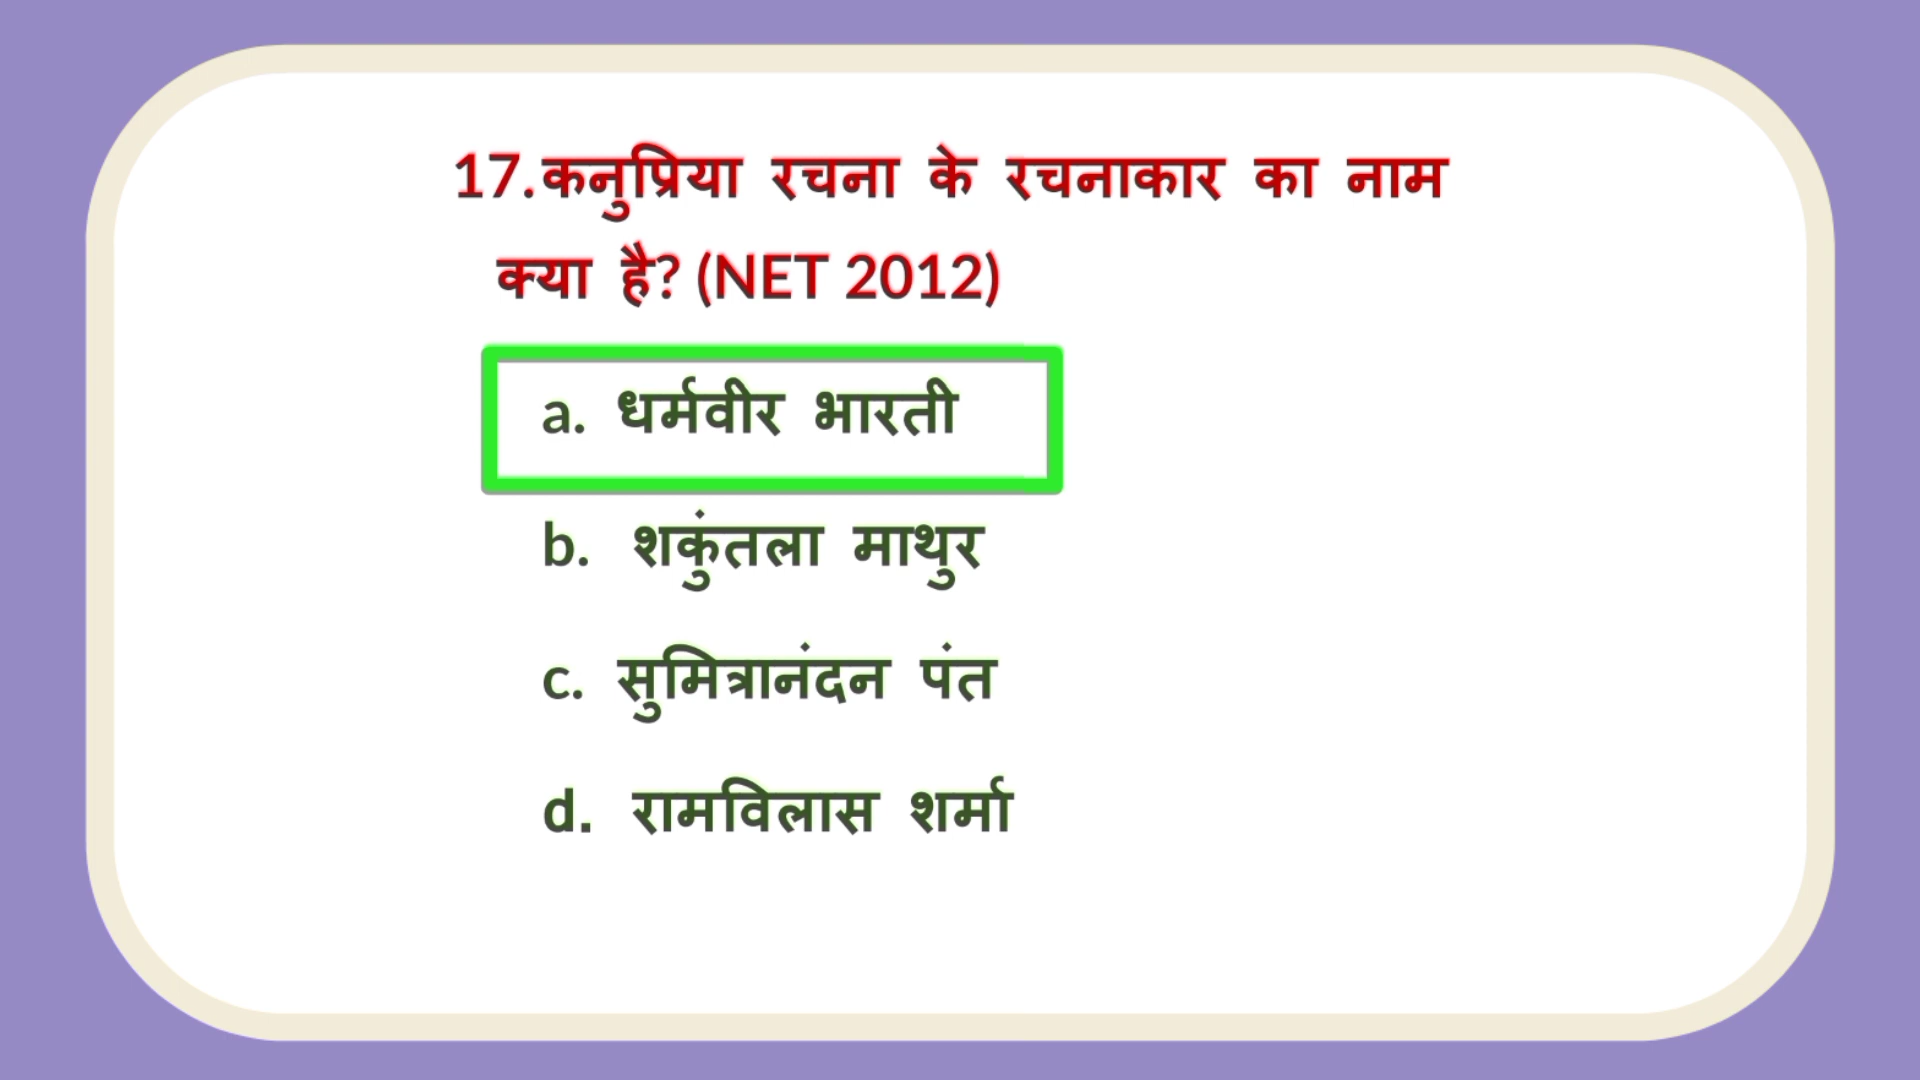 17.कनुप्रिया रचना के रचनाकार का नाम
क्या है? (NET 2012)
a. धर्मवीर भारती
b. शकुंतला माथुर
c. सुमित्रानंदन पंत
d. रामविलास शर्मा